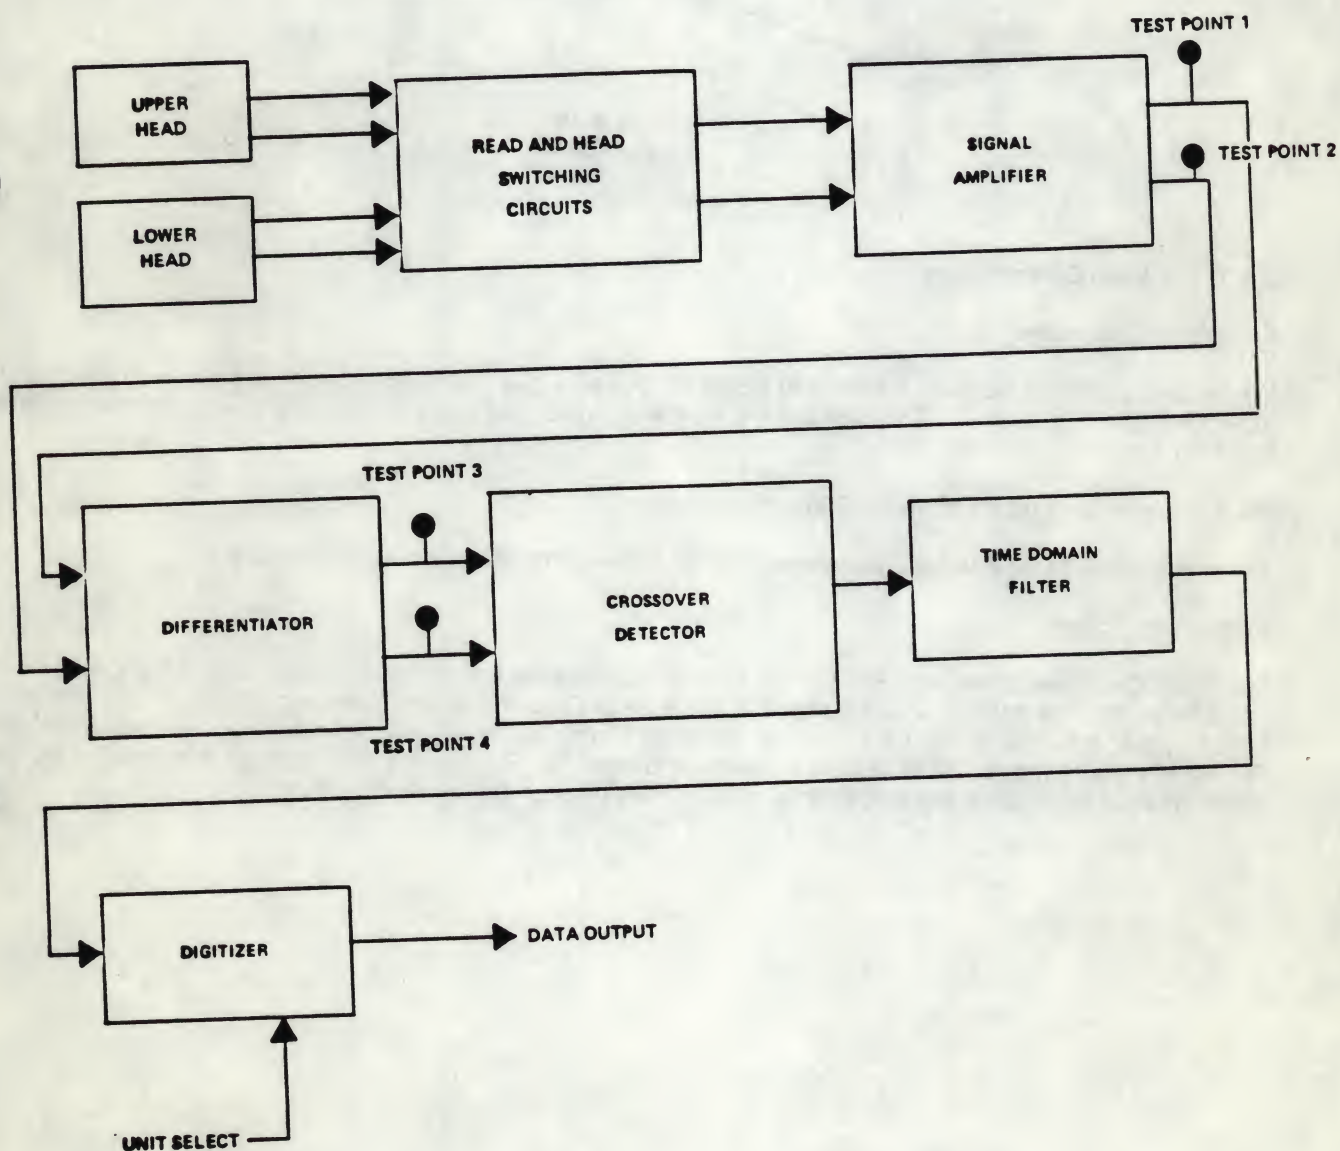 TEST POINT 1
UPPER
HEAD
READ AND HEAD
SWITCHING
CIRCUITS
SIGNAL
AMPLIFIER
TEST POINT 2
LOWER
HEAD
TEST POINT 3
DIFFERENTIATOR
CROSSOVER
DETECTOR
TIME DOMAIN
FILTER
TEST POINT 4
DIGITIZER
DATA OUTPUT
UNIT SELECT